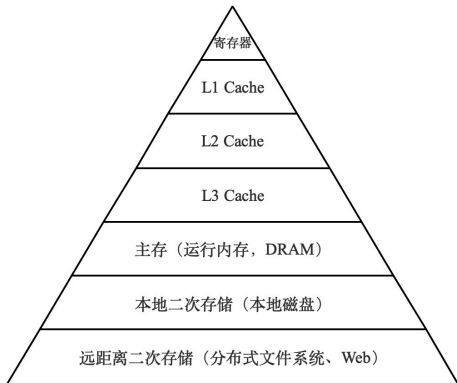 寄存器
L1 Cache
L2 Cache
L3 Cache
主存（运行内存，DRAM）
本地二次存储（本地磁盘）
远距离二次存储（分布式文件系统、Web）